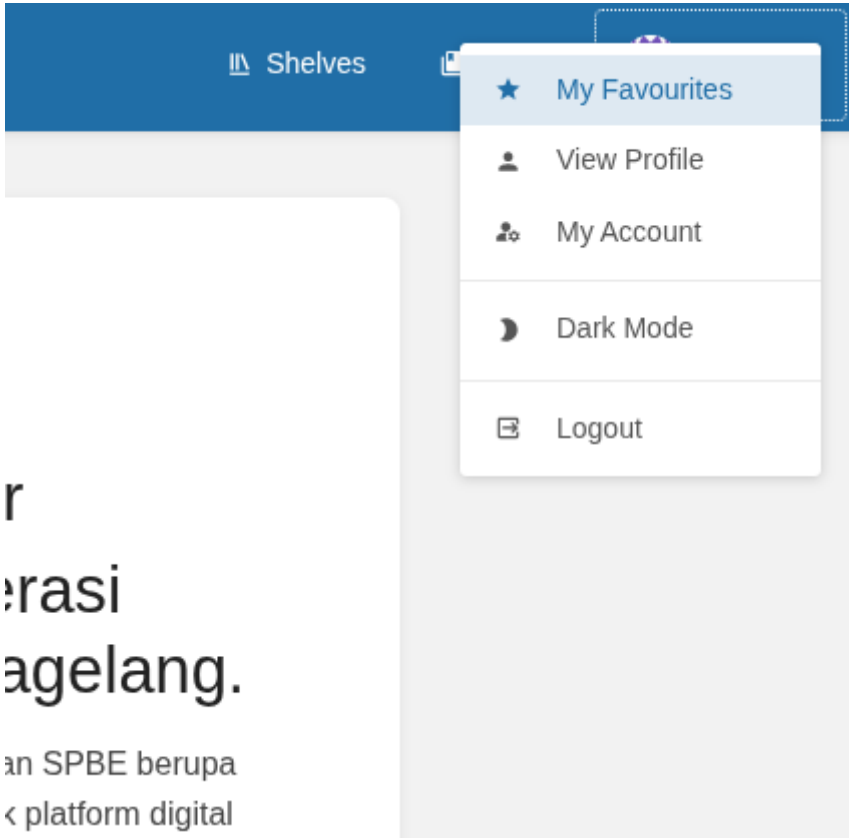 Shelves
My Favourites
View Profile
My Account
Dark Mode
Logout
r
erasi
agelang.
an SPBE berupa
k platform digital